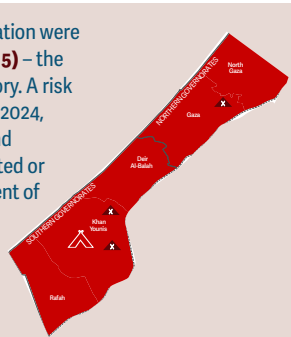 ation were
5) – the
ory. A risk
2024,
nd
ted or
ent of
North
Gaza
NORTHERN GOVERNORATES
Gaza
Deir
Al-Balah
SOUTHERN GOVERNORATES
Khan
Younis
Rafah